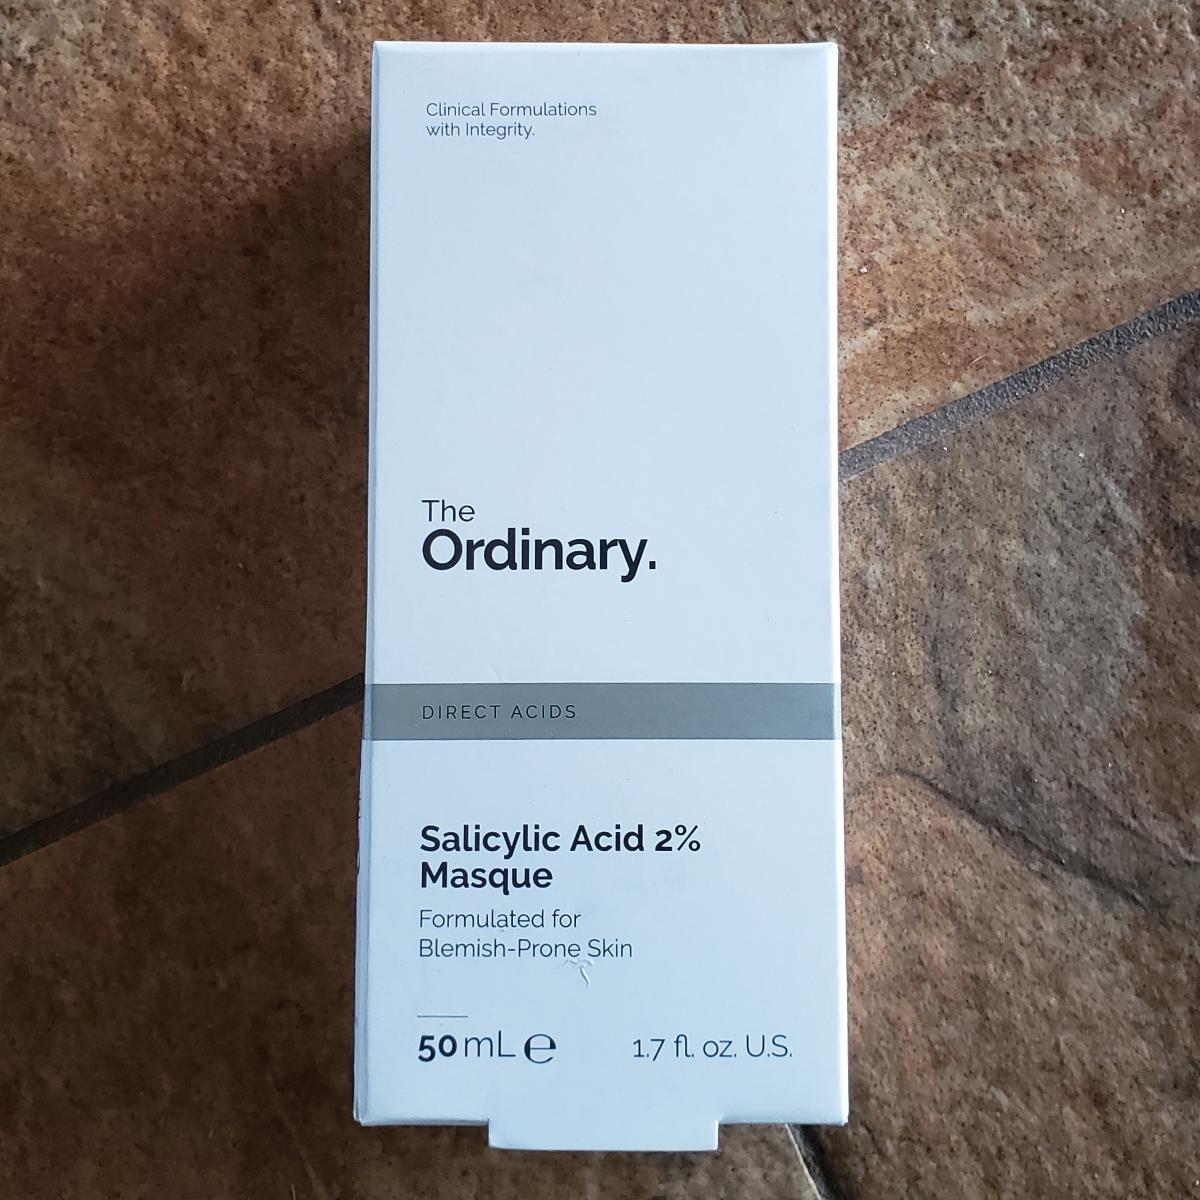 Clinical Formulations
with Integrity.
The
Ordinary.
DIRECT ACIDS
Salicylic Acid 2%
Masque
Formulated for
Blemish-Prone Skin
50 mL ℮ 1.7 fl. oz. U.S.